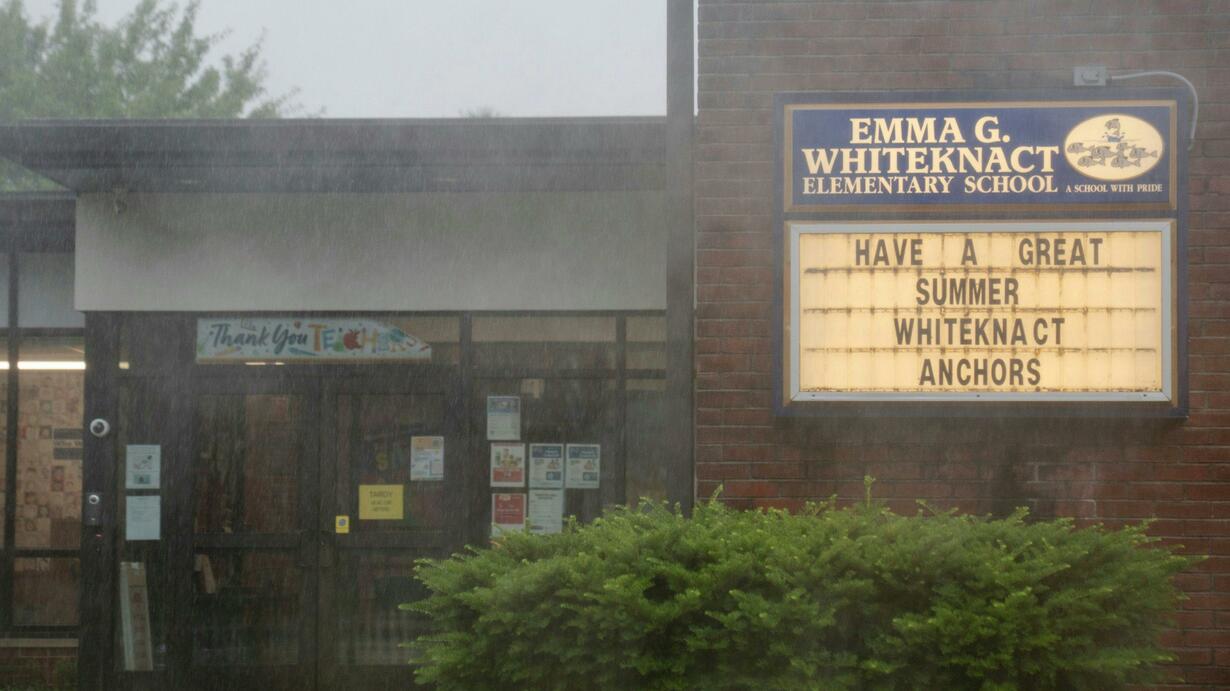 EMMA G.
WHITEKNACT
ELEMENTARY SCHOOL
A SCHOOL WITH PRIDE
HAVE A GREAT
SUMMER
WHITEKNACT
ANCHORS
Thank You TEACHERS
TARDY